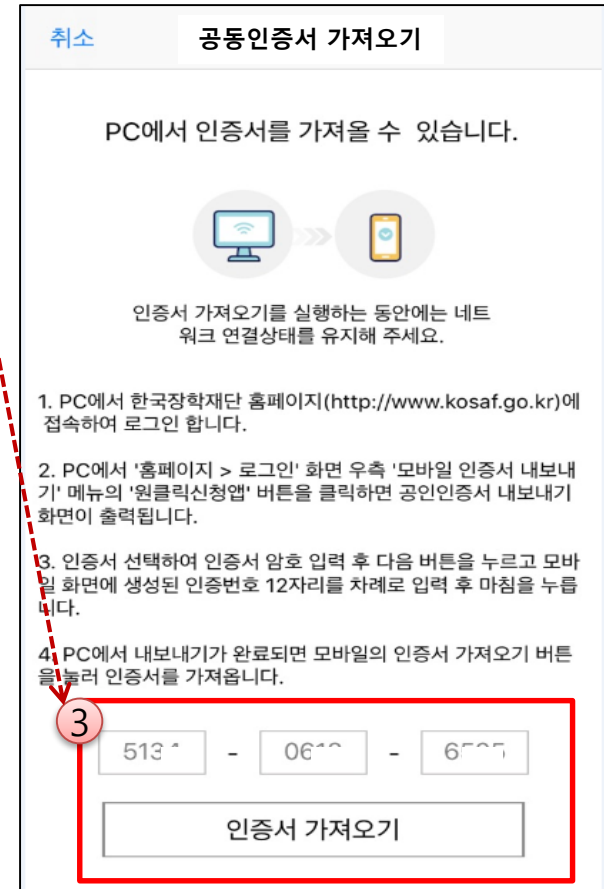 취소 공동인증서 가져오기
PC에서 인증서를 가져올 수 있습니다.
인증서 가져오기를 실행하는 동안에는 네트
워크 연결상태를 유지해 주세요.
1. PC에서 한국장학재단 홈페이지(http://www.kosaf.go.kr)에
접속하여 로그인 합니다.
2. PC에서 '홈페이지 > 로그인' 화면 우측 '모바일 인증서 내보내
기' 메뉴의 '원클릭신청앱' 버튼을 클릭하면 공인인증서 내보내기
화면이 출력됩니다.
3. 인증서 선택하여 인증서 암호 입력 후 다음 버튼을 누르고 모바
일 화면에 생성된 인증번호 12자리를 차례로 입력 후 마침을 누릅
니다.
4. PC에서 내보내기가 완료되면 모바일의 인증서 가져오기 버튼
을 눌러 인증서를 가져옵니다.
3
- -
인증서 가져오기